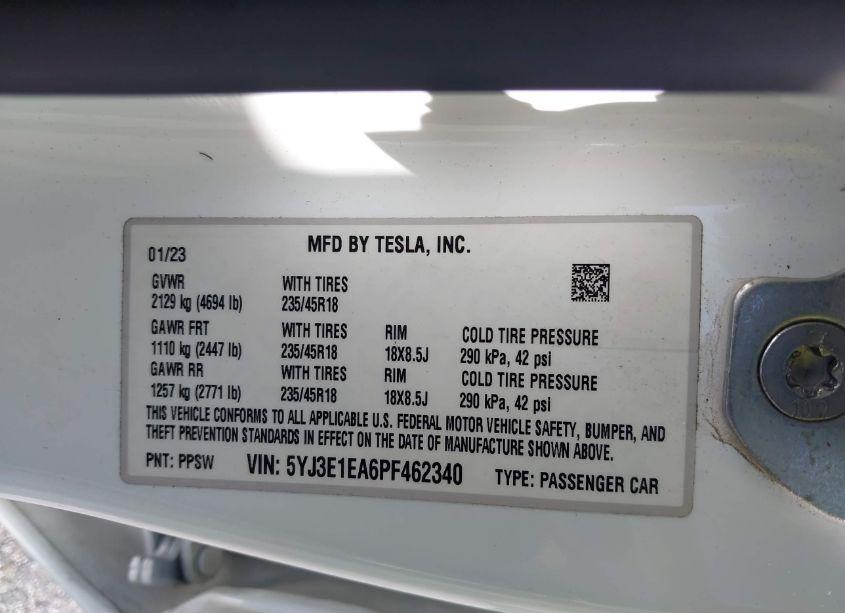 MFD BY TESLA, INC.
01/23
GVWR WITH TIRES
2129 kg (4694 lb) 235/45R18
GAWR FRT WITH TIRES RIM COLD TIRE PRESSURE
1110 kg (2447 lb) 235/45R18 18X8.5J 290 kPa, 42 psi
GAWR RR WITH TIRES RIM COLD TIRE PRESSURE
1257 kg (2771 lb) 235/45R18 18X8.5J 290 kPa, 42 psi
THIS VEHICLE CONFORMS TO ALL APPLICABLE U.S. FEDERAL MOTOR VEHICLE SAFETY, BUMPER, AND
THEFT PREVENTION STANDARDS IN EFFECT ON THE DATE OF MANUFACTURE SHOWN ABOVE.
PNT: PPSW VIN: 5YJ3E1EA6PF462340 TYPE: PASSENGER CAR